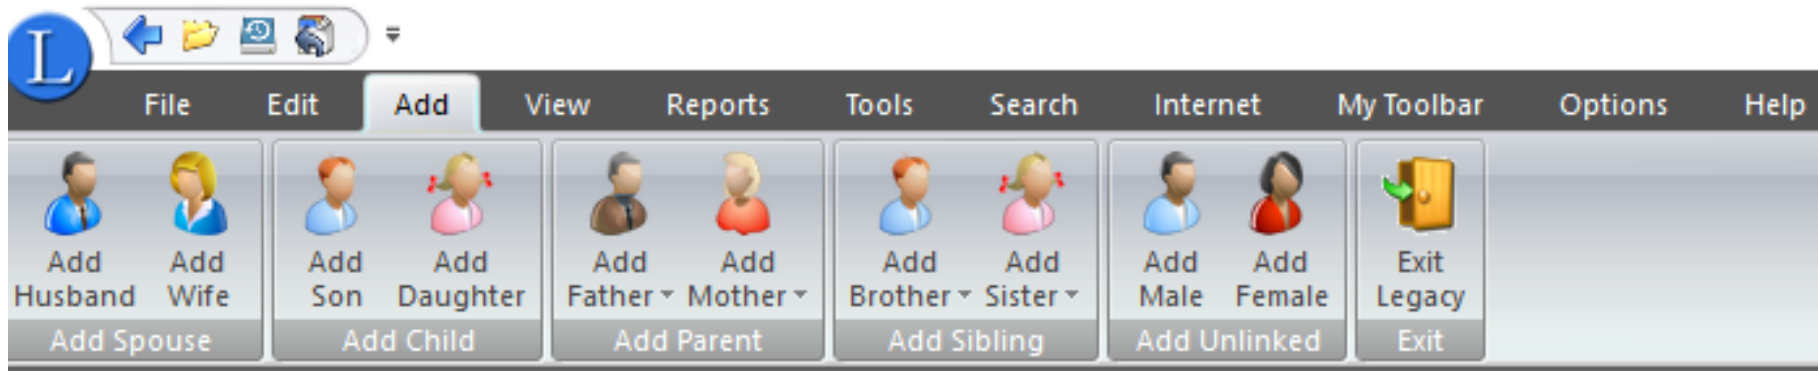 L
File Edit Add View Reports Tools Search Internet My Toolbar Options Help
Add Husband
Add Wife
Add Spouse
Add Son
Add Daughter
Add Child
Add Father
Add Mother
Add Parent
Add Brother
Add Sister
Add Sibling
Add Male
Add Female
Add Unlinked
Exit Legacy
Exit